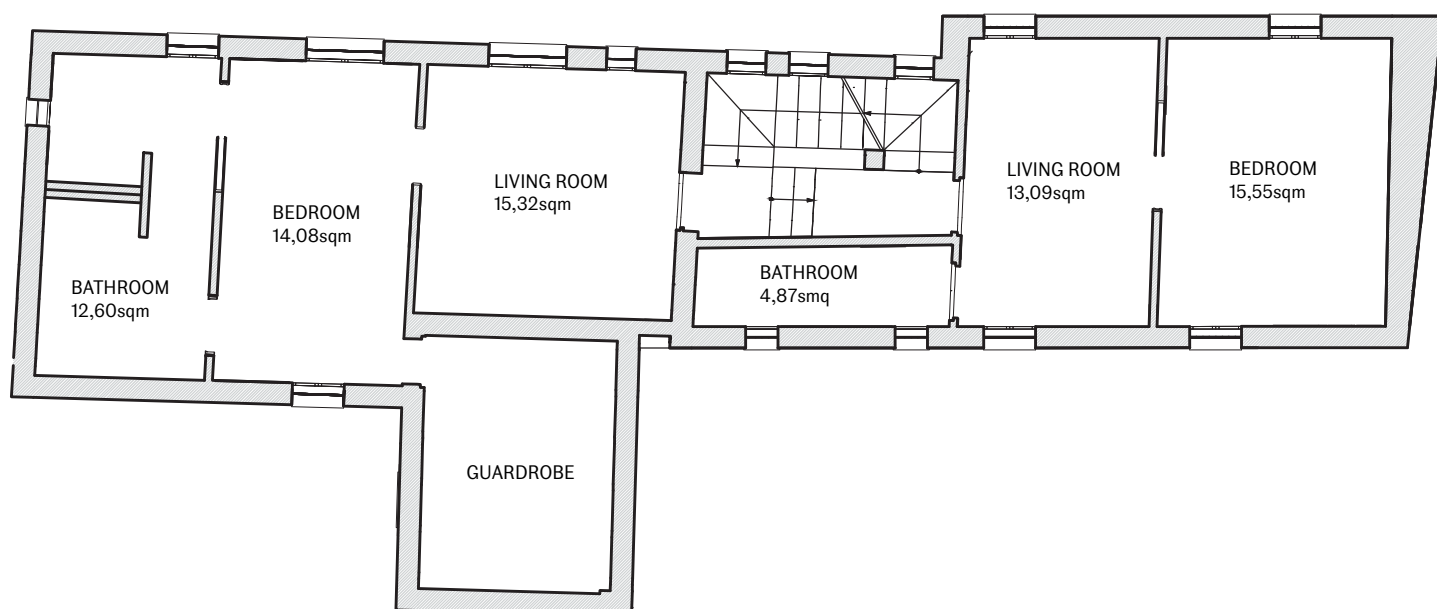 LIVING ROOM
15,32sqm
LIVING ROOM
13,09sqm
BEDROOM
15,55sqm
BEDROOM
14,08sqm
BATHROOM
4,87smq
BATHROOM
12,60sqm
GUARDROBE